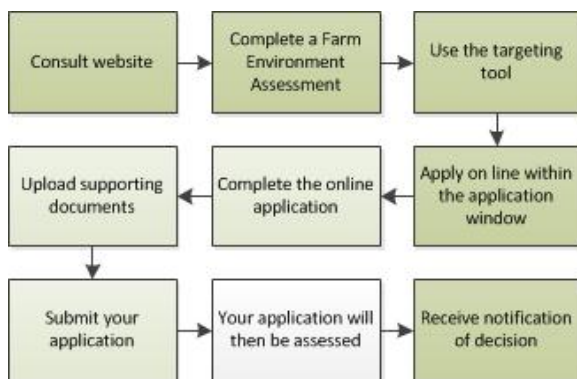 Consult website
Complete a Farm
Environment
Assessment
Use the targeting
tool
Apply on line within
the application
window
Complete the online
application
Upload supporting
documents
Submit your
application
Your application will
then be assessed
Receive notification
of decision